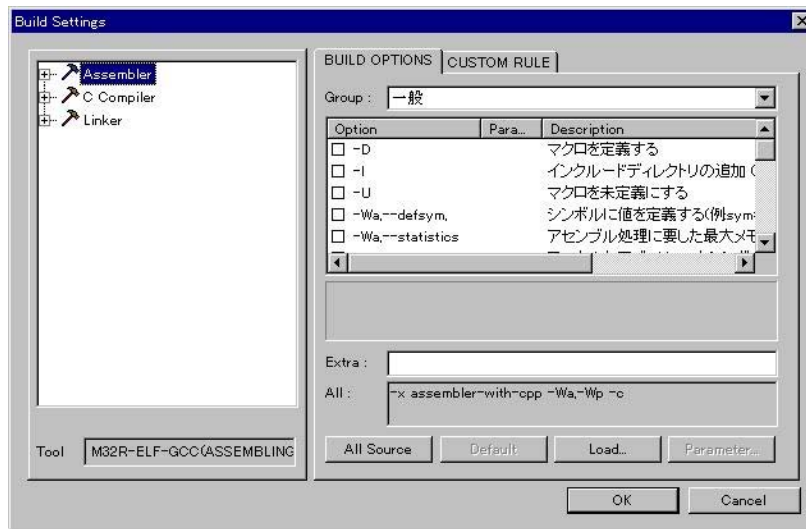 Build Settings
Assembler
C Compiler
Linker
Tool M32R-ELF-GCC(ASSEMBLING
BUILD OPTIONS CUSTOM RULE
Group : 一般
Option Para... Description
-D マクロを定義する
-I インクルードディレクトリの追加 (
-U マクロを未定義にする
-Wa,--defsym, シンボルに値を定義する(例sym=
-Wa,--statistics アセンブル処理に要した最大メモ
Extra :
All : -x assembler-with-cpp -Wa,-Wp -c
All Source Default Load... Parameter...
OK Cancel